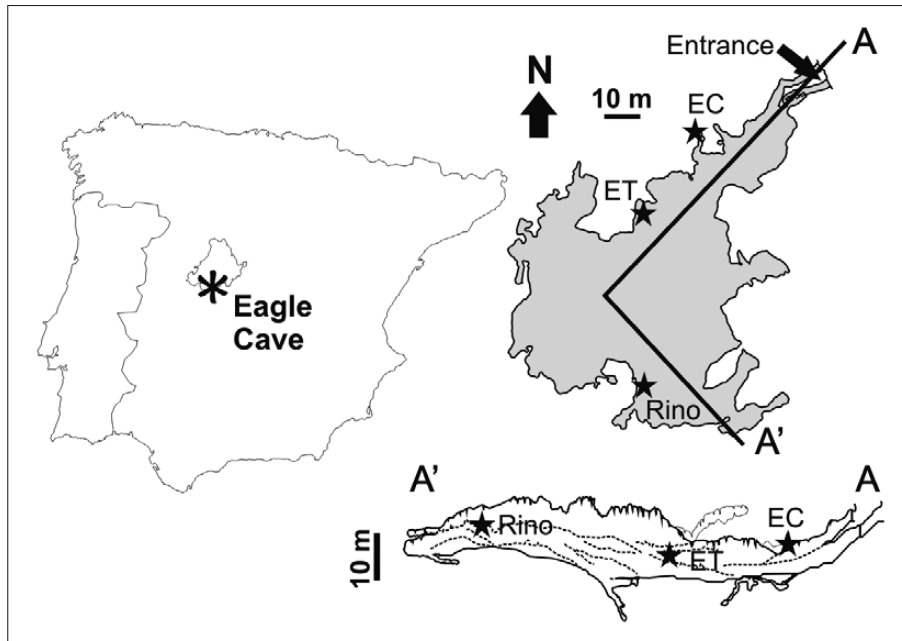 Eagle
Cave
N
10 m
Entrance
A
EC
ET
Rino
A'
A'
A
Rino
ET
EC
10 m